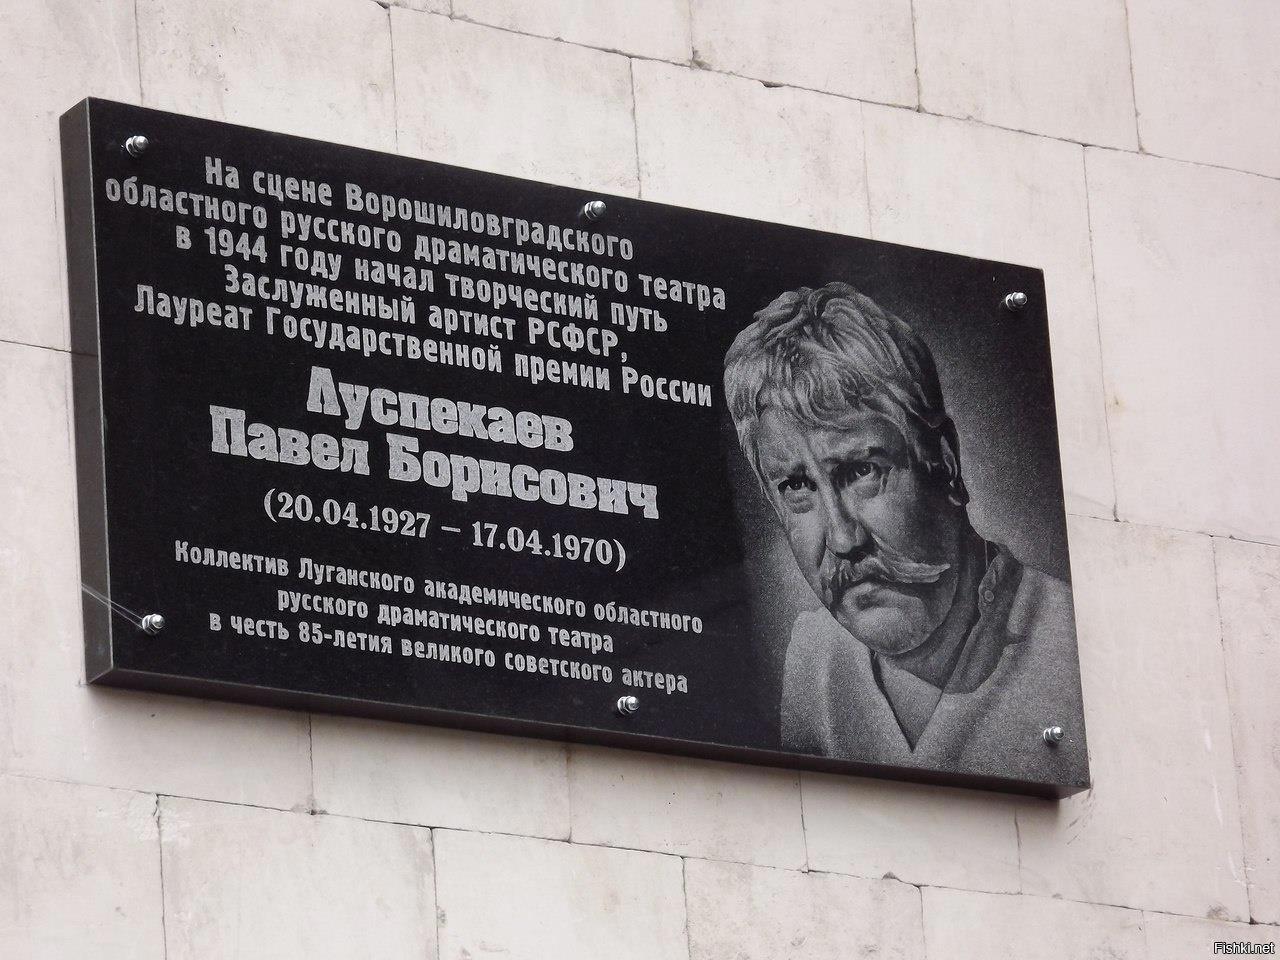 На сцене Ворошиловградского
областного русского драматического театра
в 1944 году начал творческий путь
Заслуженный артист РСФСР,
Лауреат Государственной премии России
Луспекаев
Павел Борисович
(20.04.1927 – 17.04.1970)
Коллектив Луганского академического областного
русского драматического театра
в честь 85-летия великого советского актера
Fishki.net